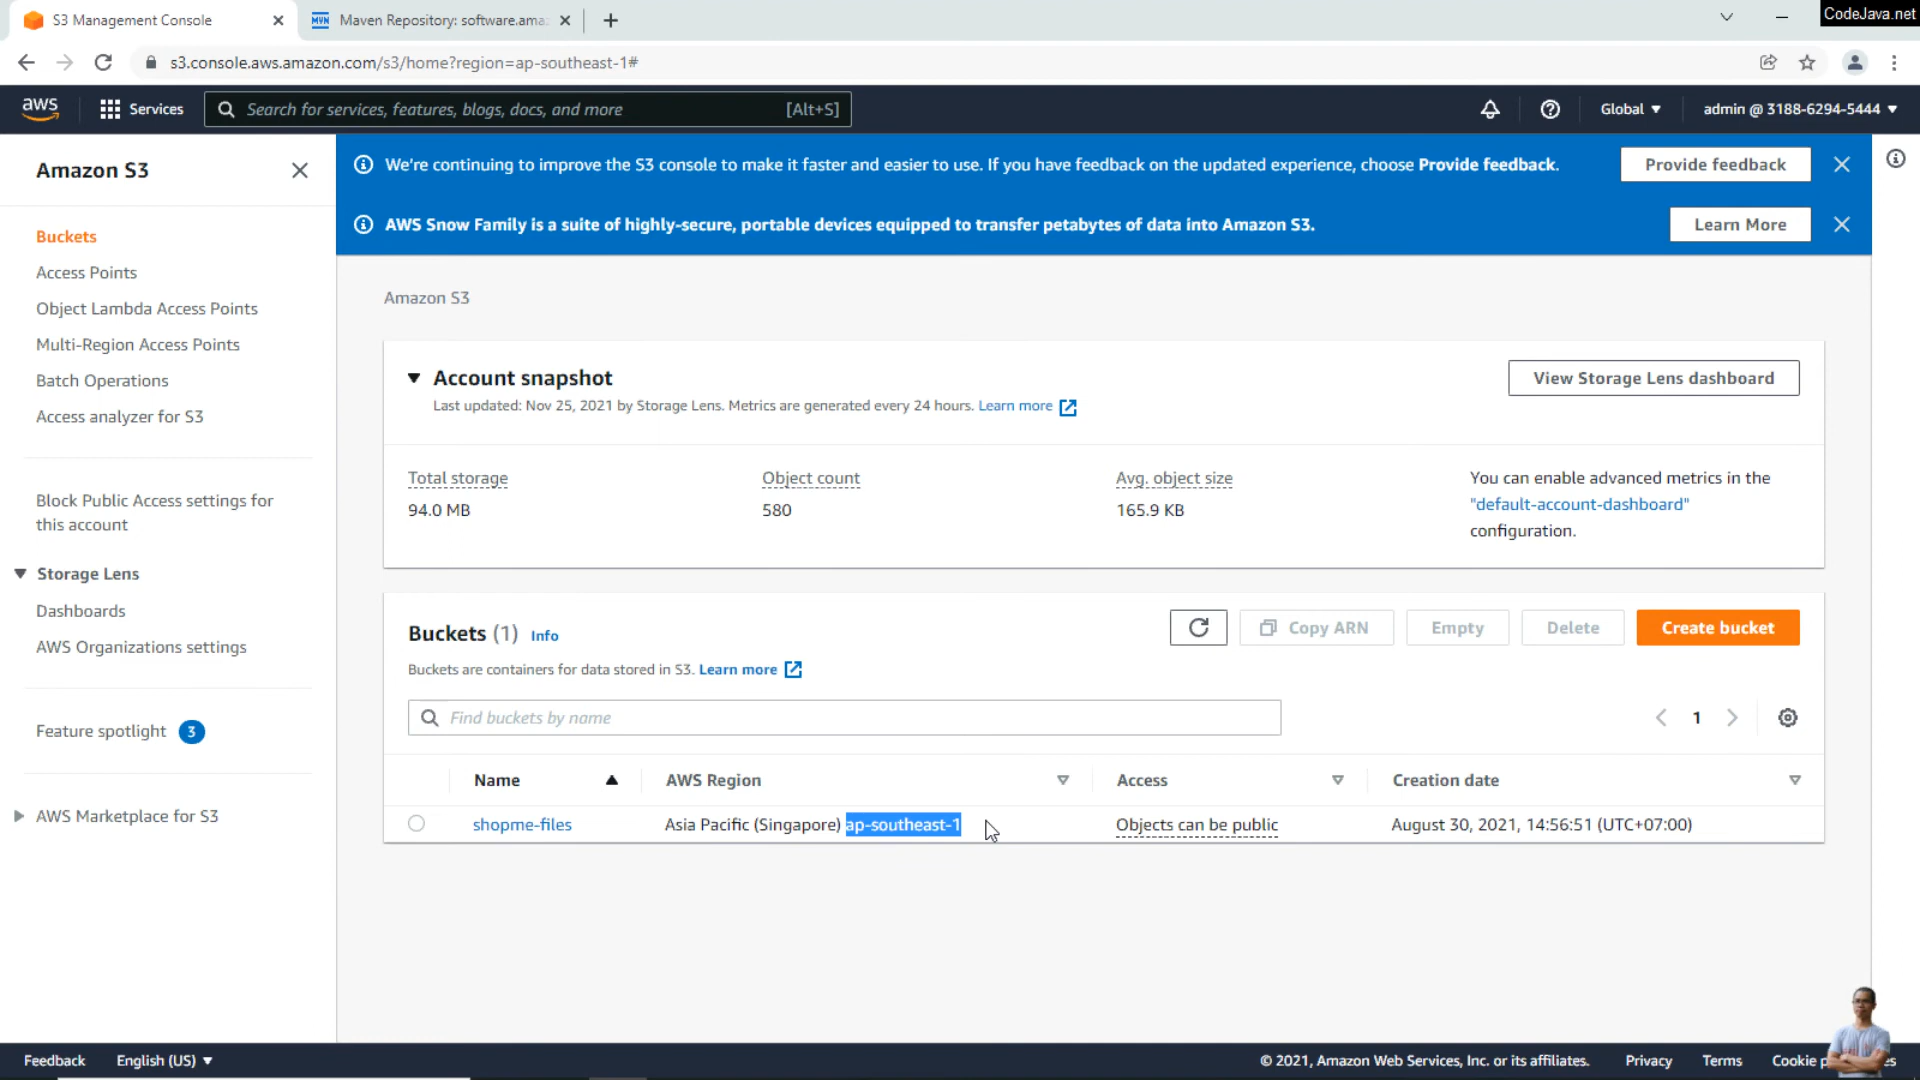 S3 Management Console
MVN Maven Repository: software.ama
CodeJava.net
s3.console.aws.amazon.com/s3/home?region=ap-southeast-1#
aws
Services
Search for services, features, blogs, docs, and more
[Alt+S]
Global
admin @ 3188-6294-5444
Amazon S3
Buckets
Access Points
Object Lambda Access Points
Multi-Region Access Points
Batch Operations
Access analyzer for S3
Block Public Access settings for
this account
Storage Lens
Dashboards
AWS Organizations settings
Feature spotlight 3
AWS Marketplace for S3
We're continuing to improve the S3 console to make it faster and easier to use. If you have feedback on the updated experience, choose Provide feedback.
Provide feedback
AWS Snow Family is a suite of highly-secure, portable devices equipped to transfer petabytes of data into Amazon S3.
Learn More
Amazon S3
Account snapshot
View Storage Lens dashboard
Last updated: Nov 25, 2021 by Storage Lens. Metrics are generated every 24 hours. Learn more
Total storage
94.0 MB
Object count
580
Avg. object size
165.9 KB
You can enable advanced metrics in the
"default-account-dashboard"
configuration.
Buckets (1) Info
Copy ARN
Empty
Delete
Create bucket
Buckets are containers for data stored in S3. Learn more
Find buckets by name
1
Name
AWS Region
Access
Creation date
shopme-files
Asia Pacific (Singapore) ap-southeast-1
Objects can be public
August 30, 2021, 14:56:51 (UTC+07:00)
Feedback
English (US)
© 2021, Amazon Web Services, Inc. or its affiliates.
Privacy
Terms
Cookie